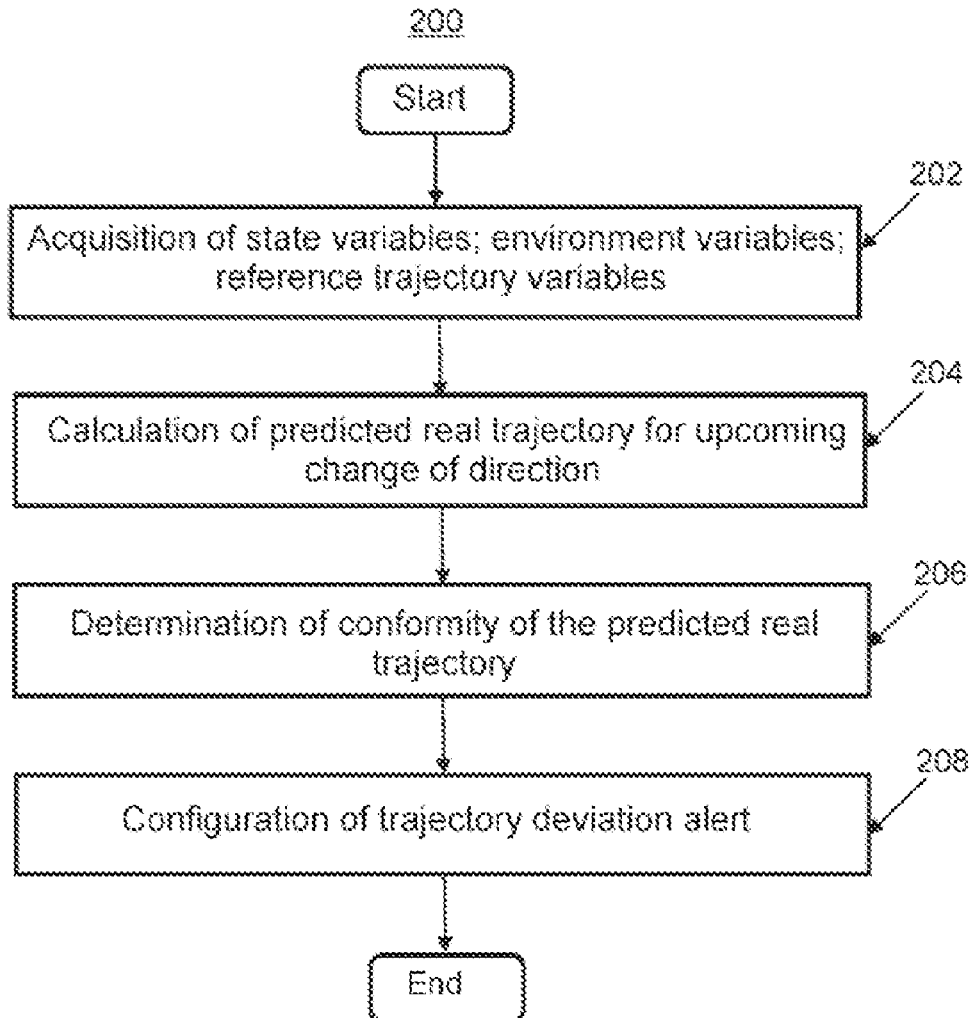 200
Start
202
Acquisition of state variables; environment variables;
reference trajectory variables
204
Calculation of predicted real trajectory for upcoming
change of direction
206
Determination of conformity of the predicted real
trajectory
208
Configuration of trajectory deviation alert
End